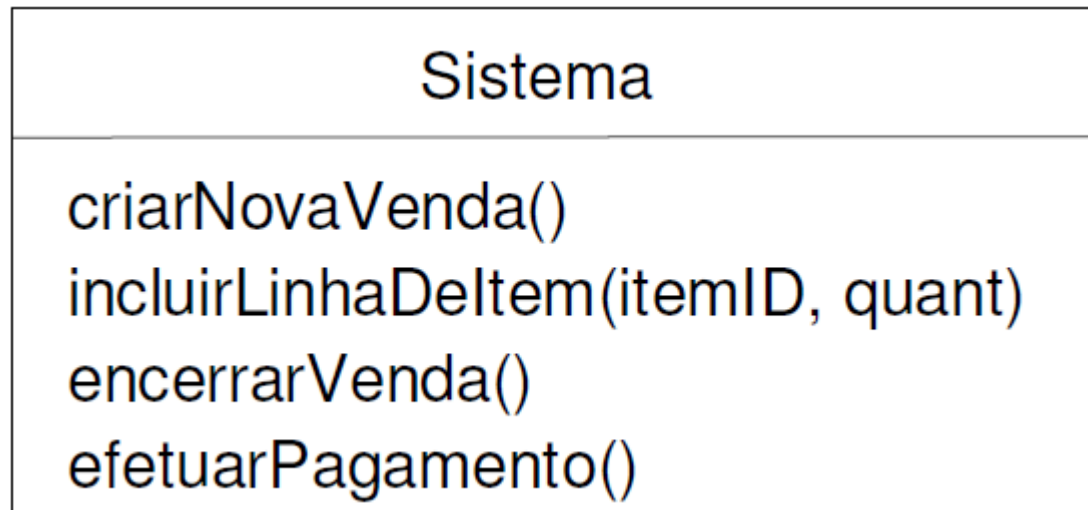 Sistema
criarNovaVenda()
incluirLinhaDeItem(itemID, quant)
encerrarVenda()
efetuarPagamento()